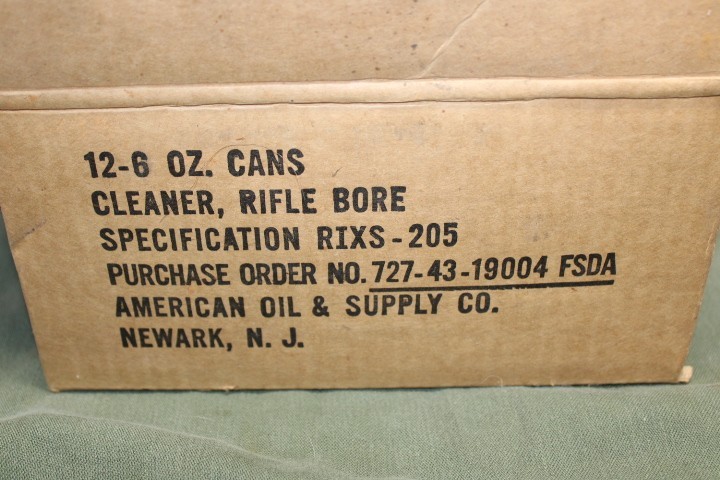 12-6 OZ. CANS
CLEANER, RIFLE BORE
SPECIFICATION RIXS-205
PURCHASE ORDER NO. 727-43-19004 FSDA
AMERICAN OIL & SUPPLY CO.
NEWARK, N. J.